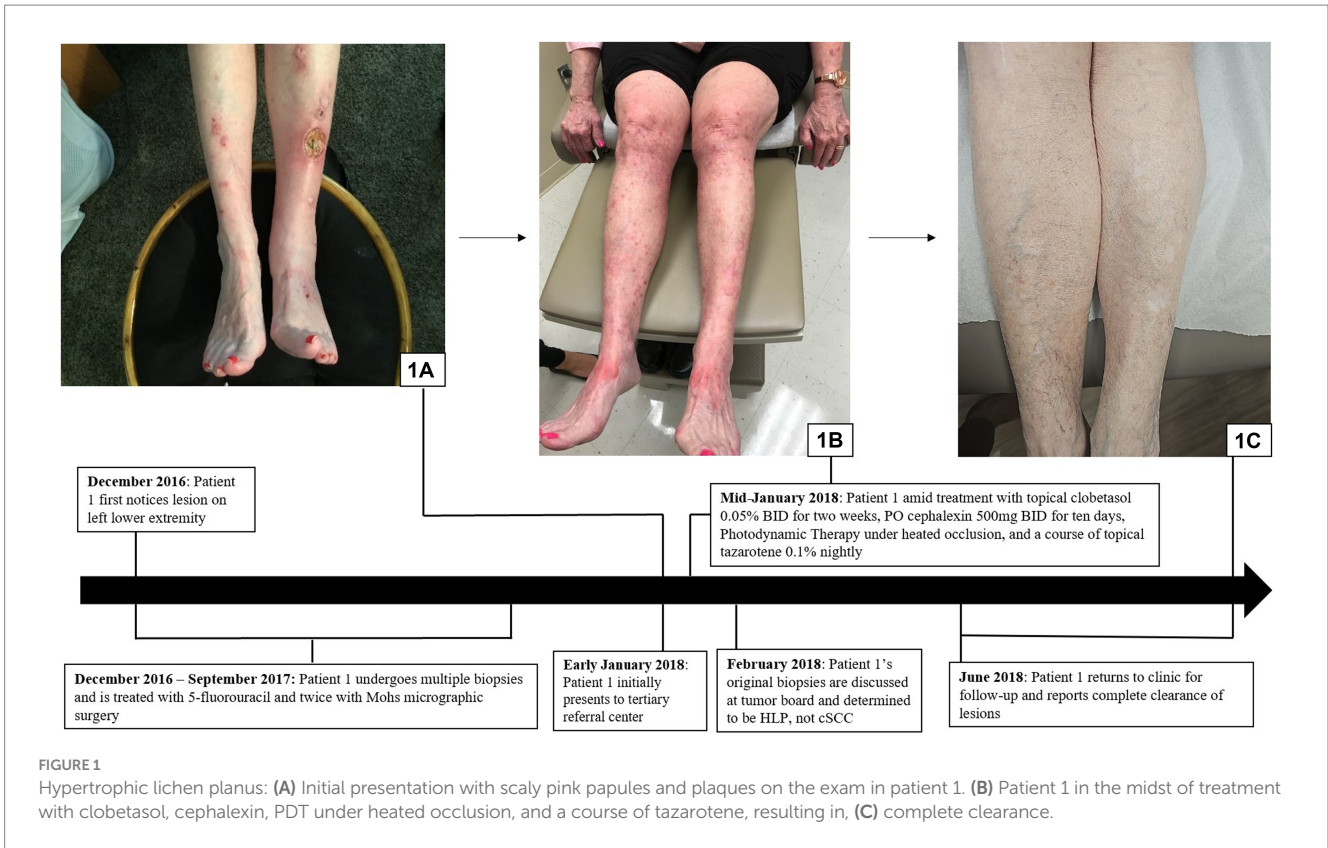 1A
1B
1C
December 2016: Patient
1 first notices lesion on
left lower extremity
Mid-January 2018: Patient 1 amid treatment with topical clobetasol
0.05% BID for two weeks, PO cephalexin 500mg BID for ten days,
Photodynamic Therapy under heated occlusion, and a course of topical
tazarotene 0.1% nightly
December 2016 – September 2017: Patient 1 undergoes multiple biopsies
and is treated with 5-fluorouracil and twice with Mohs micrographic
surgery
Early January 2018:
Patient 1 initially
presents to tertiary
referral center
February 2018: Patient 1’s
original biopsies are discussed
at tumor board and determined
to be HLP, not cSCC
June 2018: Patient 1 returns to clinic for
follow-up and reports complete clearance of
lesions
FIGURE 1
Hypertrophic lichen planus: (A) Initial presentation with scaly pink papules and plaques on the exam in patient 1. (B) Patient 1 in the midst of treatment
with clobetasol, cephalexin, PDT under heated occlusion, and a course of tazarotene, resulting in, (C) complete clearance.